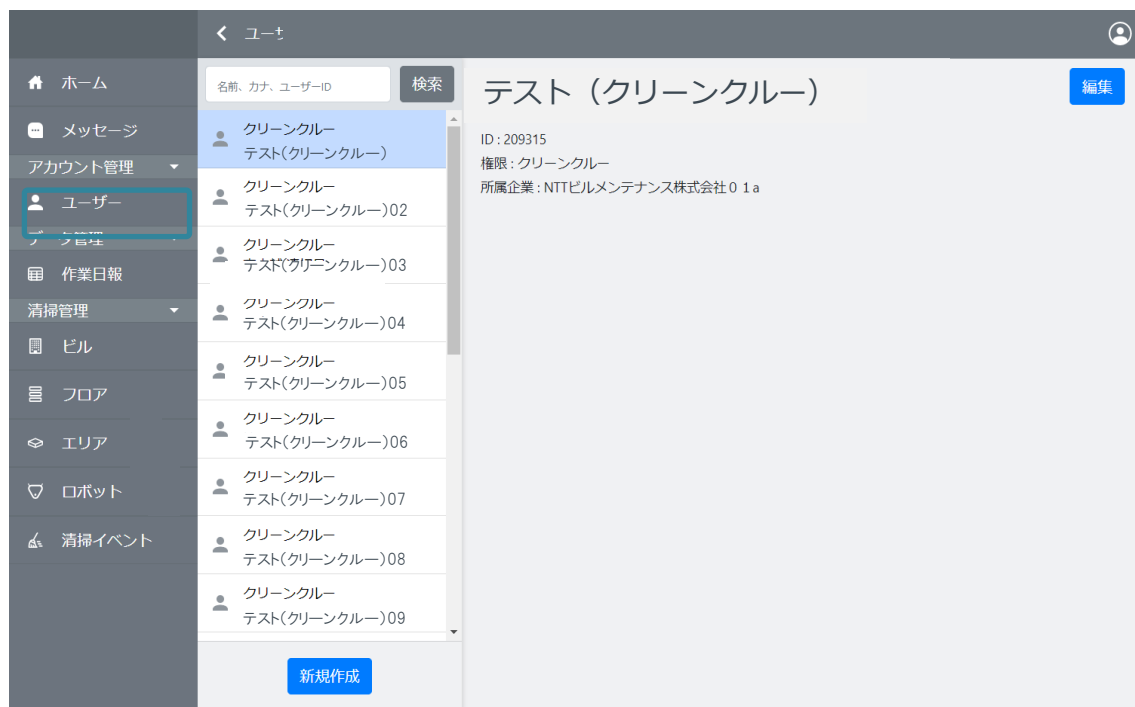 ユーザ
ホーム
メッセージ
アカウント管理
ユーザー
データ管理
作業日報
清掃管理
ビル
フロア
エリア
ロボット
清掃イベント
名前、カナ、ユーザーID
検索
クリーンクルー
テスト(クリーンクルー)
クリーンクルー
テスト(クリーンクルー)02
クリーンクルー
テスト(クリーンクルー)03
クリーンクルー
テスト(クリーンクルー)04
クリーンクルー
テスト(クリーンクルー)05
クリーンクルー
テスト(クリーンクルー)06
クリーンクルー
テスト(クリーンクルー)07
クリーンクルー
テスト(クリーンクルー)08
クリーンクルー
テスト(クリーンクルー)09
新規作成
テスト（クリーンクルー）
編集
ID : 209315
権限 : クリーンクルー
所属企業 : NTTビルメンテナンス株式会社０１a